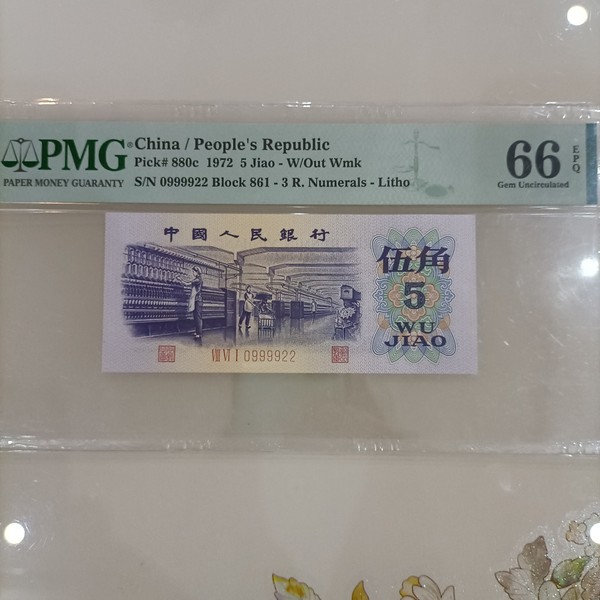 PMG
PAPER MONEY GUARANTY
China / People's Republic
Pick# 880c 1972 5 Jiao - W/Out Wmk
S/N 0999922 Block 861 - 3 R. Numerals - Litho
66 EPQ
Gem Uncirculated
中國人民銀行
伍角
5
WU
JIAO
VIII VI I 0999922